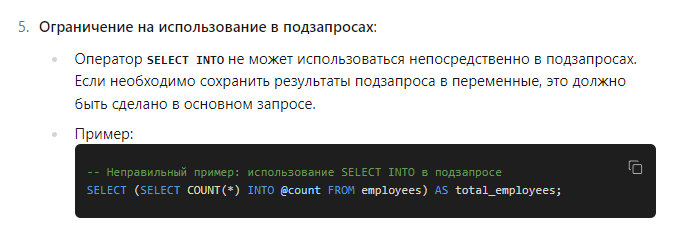 5. Ограничение на использование в подзапросах:
Оператор SELECT INTO не может использоваться непосредственно в подзапросах.
Если необходимо сохранить результаты подзапроса в переменные, это должно
быть сделано в основном запросе.
Пример:
-- Неправильный пример: использование SELECT INTO в подзапросе
SELECT (SELECT COUNT(*) INTO @count FROM employees) AS total_employees;